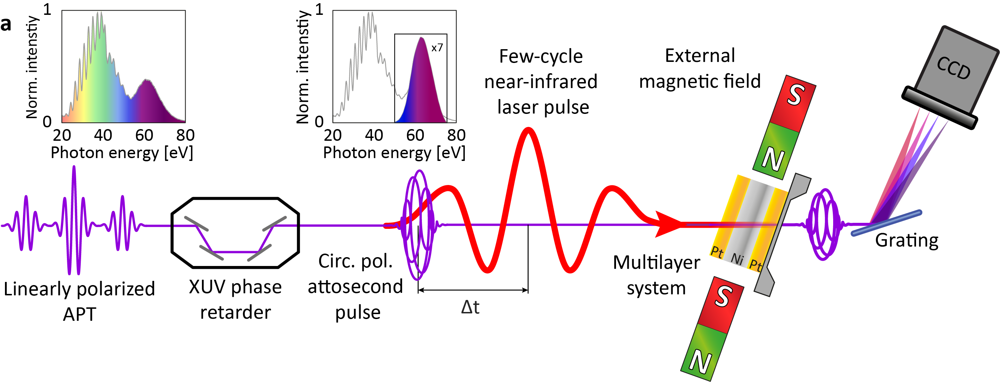 a
Norm. intenstiy
1
0
20 40 60 80
Photon energy [eV]
Norm. intenstiy
1
0
x7
20 40 60 80
Photon energy [eV]
Few-cycle
near-infrared
laser pulse
External
magnetic field
S
N
CCD
Linearly polarized
APT
XUV phase
retarder
Circ. pol.
attosecond
pulse
Δt
Multilayer
system
Pt
Ni
Pt
S
N
Grating